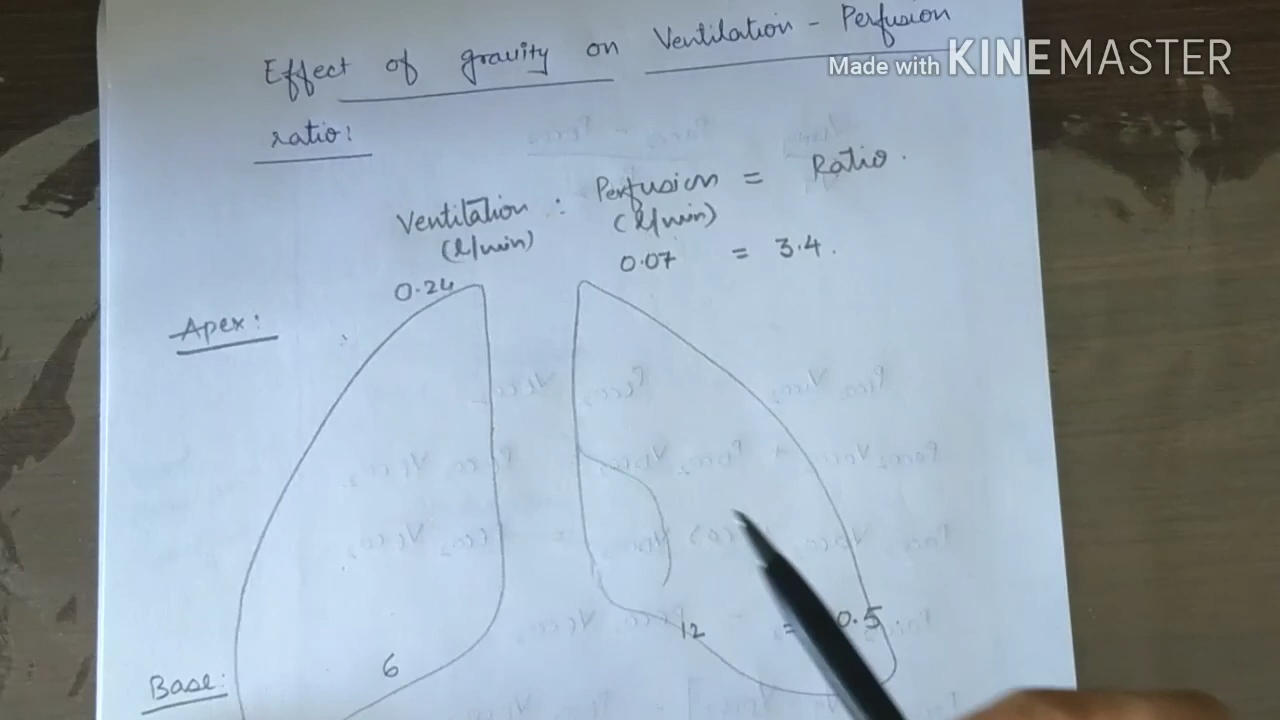 Effect of gravity on Ventilation - Perfusion
Made with KINEMASTER
ratio:
Ventilation : Perfusion = Ratio.
(l/min) (l/min)
0.24 0.07 = 3.4.
Apex:
12 = 0.5
6
Base: